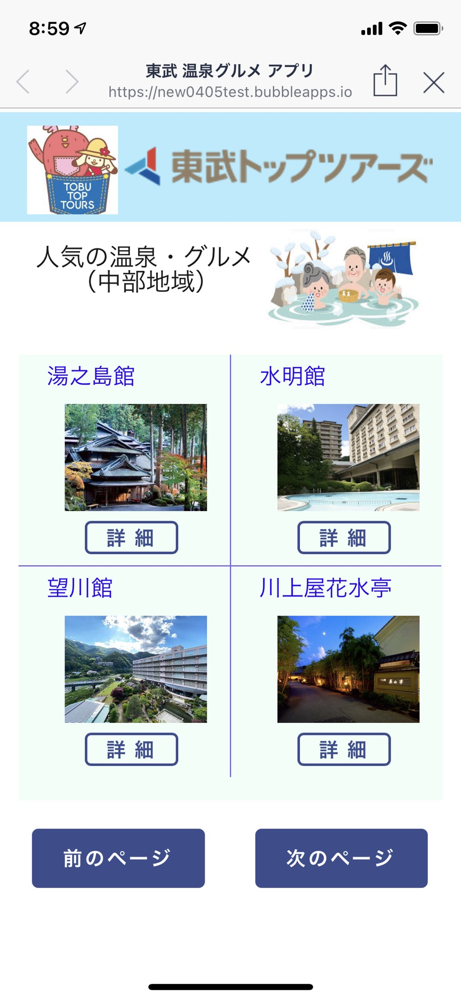 8:59
東武 温泉グルメ アプリ
https://new0405test.bubbleapps.io
TOBU
TOP
TOURS
東武トップツアーズ
人気の温泉・グルメ
（中部地域）
湯之島館
水明館
詳細
詳細
望川館
川上屋花水亭
詳細
詳細
前のページ
次のページ